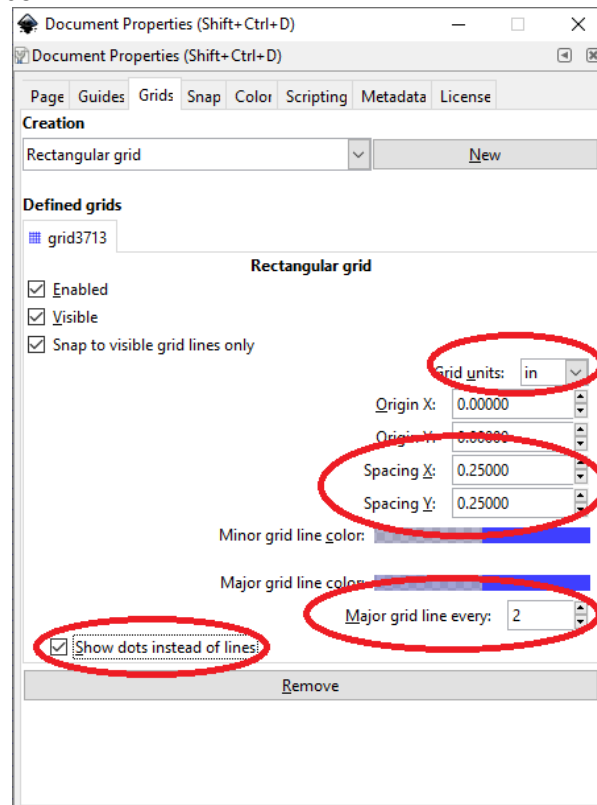 Document Properties (Shift+Ctrl+D)
Document Properties (Shift+Ctrl+D)
Page Guides Grids Snap Color Scripting Metadata License
Creation
Rectangular grid New
Defined grids
grid3713
Rectangular grid
Enabled
Visible
Snap to visible grid lines only
Grid units: in
Origin X: 0.00000
Origin Y: 0.00000
Spacing X: 0.25000
Spacing Y: 0.25000
Minor grid line color:
Major grid line color:
Major grid line every: 2
Show dots instead of lines
Remove